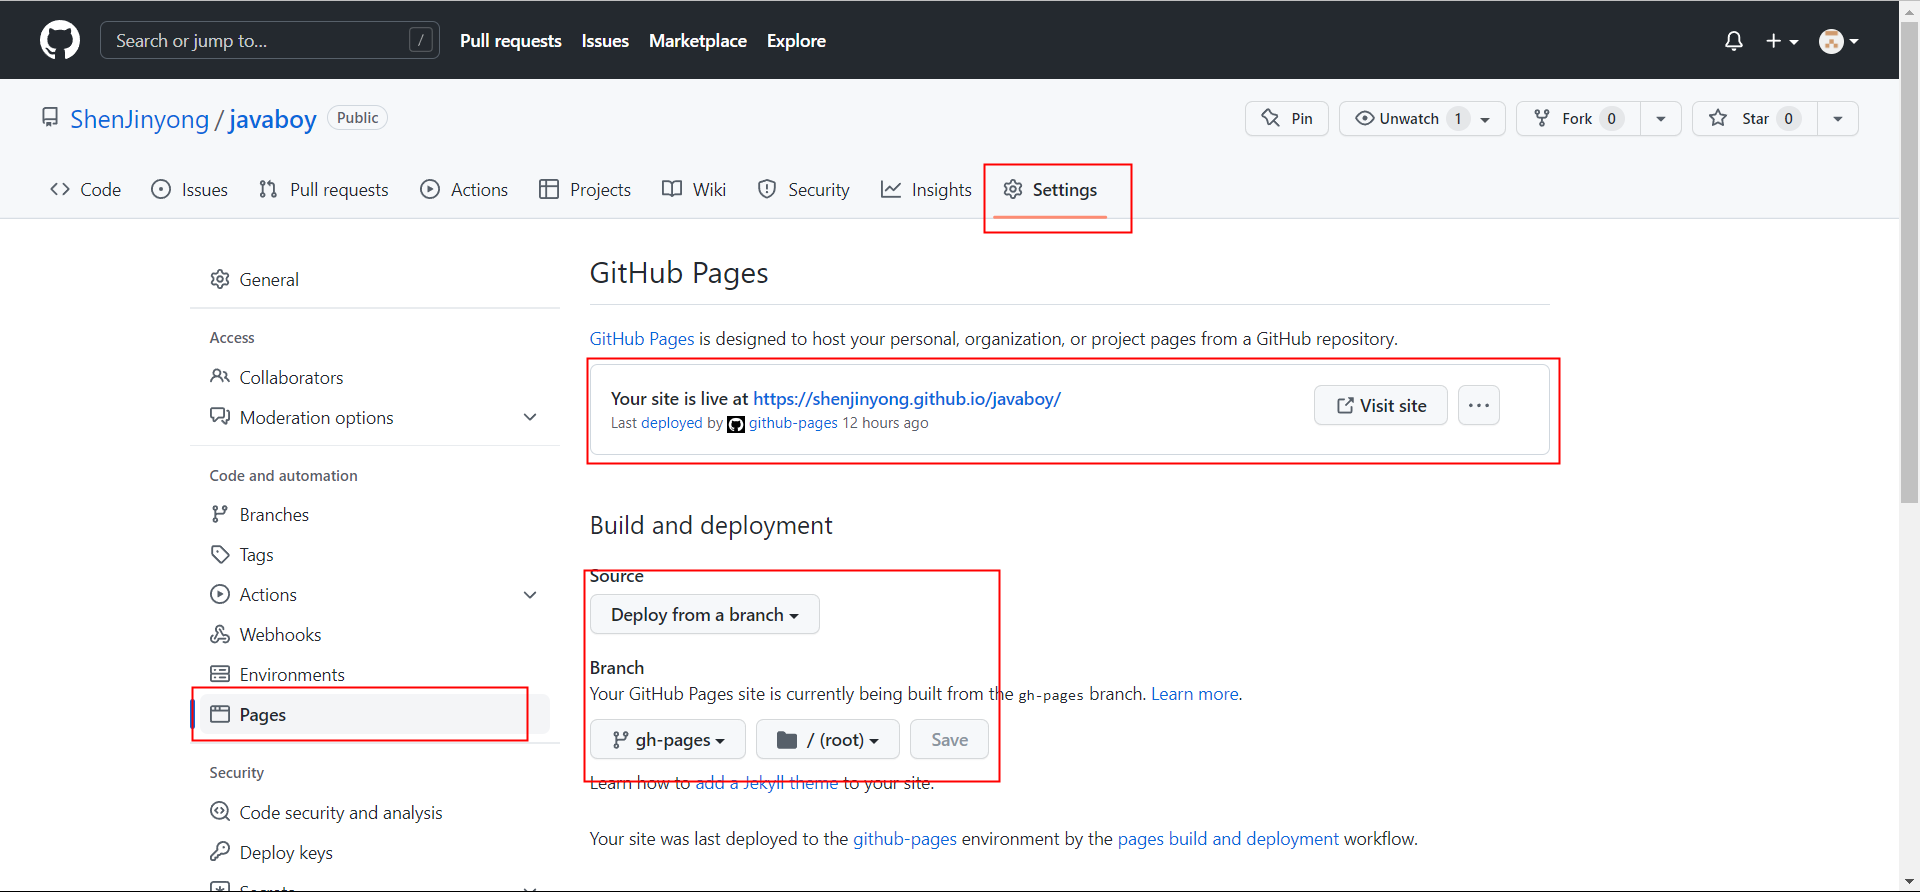 Search or jump to... / Pull requests Issues Marketplace Explore
ShenJinyong / javaboy Public Pin Unwatch 1 Fork 0 Star 0
Code Issues Pull requests Actions Projects Wiki Security Insights Settings
General
Access
Collaborators
Moderation options
Code and automation
Branches
Tags
Actions
Webhooks
Environments
Pages
Security
Code security and analysis
Deploy keys
Secrets
GitHub Pages
GitHub Pages is designed to host your personal, organization, or project pages from a GitHub repository.
Your site is live at https://shenjinyong.github.io/javaboy/
Last deployed by github-pages 12 hours ago
Visit site
Build and deployment
Source
Deploy from a branch
Branch
Your GitHub Pages site is currently being built from the gh-pages branch. Learn more.
gh-pages / (root) Save
Learn how to add a Jekyll theme to your site.
Your site was last deployed to the github-pages environment by the pages build and deployment workflow.